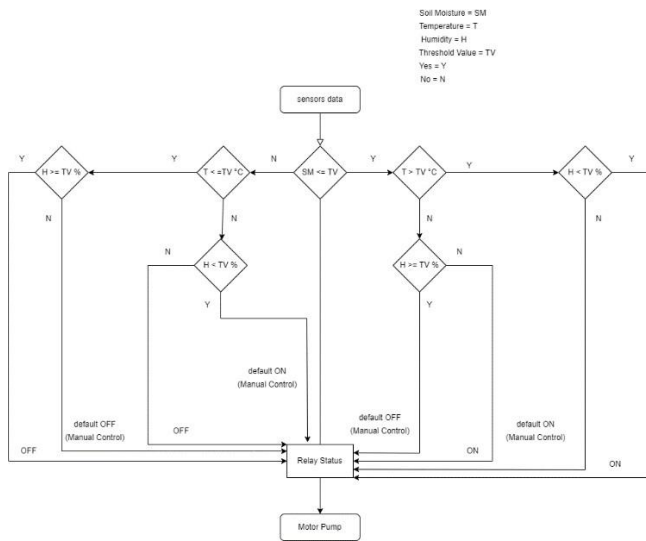 Soil Moisture = SM
Temperature = T
Humidity = H
Threshold Value = TV
Yes = Y
No = N
sensors data
Y
Y
N
Y
Y
Y
H >= TV %
T < =TV °C
SM <= TV
T > TV °C
H < TV %
N
N
N
N
N
N
H < TV %
H >= TV %
Y
Y
default ON
(Manual Control)
default OFF
(Manual Control)
default OFF
(Manual Control)
default ON
(Manual Control)
OFF
OFF
ON
ON
Relay Status
Motor Pump